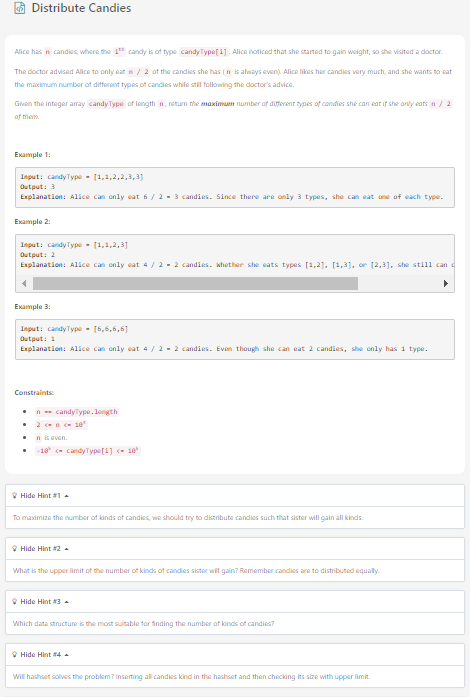 Distribute Candies
Alice has n candies, where the ith candy is of type candyType[i]. Alice noticed that she started to gain weight, so she visited a doctor.
The doctor advised Alice to only eat n / 2 of the candies she has (n is always even). Alice likes her candies very much, and she wants to eat
the maximum number of different types of candies while still following the doctor's advice.
Given the integer array candyType of length n, return the maximum number of different types of candies she can eat if she only eats n / 2
of them.
Example 1:
Input: candyType = [1,1,2,2,3,3]
Output: 3
Explanation: Alice can only eat 6 / 2 = 3 candies. Since there are only 3 types, she can eat one of each type.
Example 2:
Input: candyType = [1,1,2,3]
Output: 2
Explanation: Alice can only eat 4 / 2 = 2 candies. Whether she eats types [1,2], [1,3], or [2,3], she still can
Example 3:
Input: candyType = [6,6,6,6]
Output: 1
Explanation: Alice can only eat 4 / 2 = 2 candies. Even though she can eat 2 candies, she only has 1 type.
Constraints:
n == candyType.length
2 <= n <= 10⁴
n is even.
-10⁵ <= candyType[i] <= 10⁵
Hide Hint #1
To maximize the number of kinds of candies, we should try to distribute candies such that sister will gain all kinds.
Hide Hint #2
What is the upper limit of the number of kinds of candies sister will gain? Remember candies are to distributed equally.
Hide Hint #3
Which data structure is the most suitable for finding the number of kinds of candies?
Hide Hint #4
Will hashset solves the problem? Inserting all candies kind in the hashset and then checking its size with upper limit.